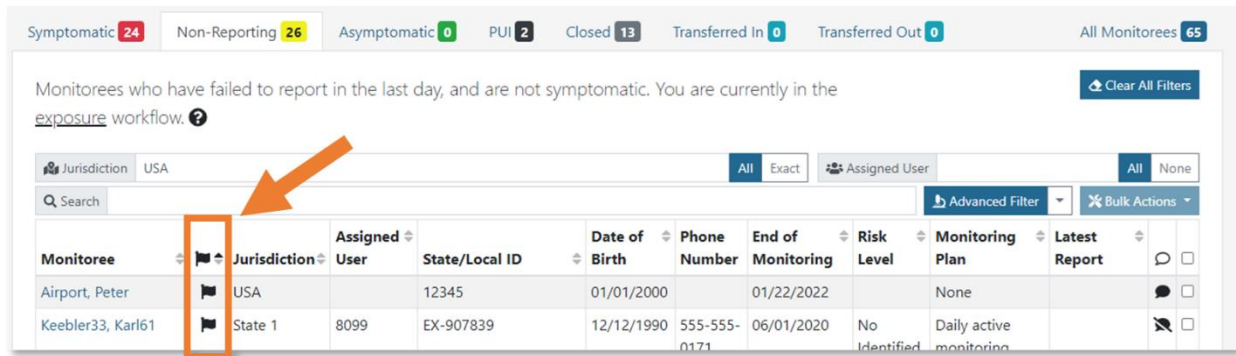 Symptomatic 24 Non-Reporting 26 Asymptomatic 0 PUI 2 Closed 13 Transferred In 0 Transferred Out 0 All Monitorees 65
Monitorees who have failed to report in the last day, and are not symptomatic. You are currently in the
exposure workflow.
Clear All Filters
Jurisdiction USA All Exact Assigned User All None
Search Advanced Filter Bulk Actions
Monitoree Jurisdiction Assigned User State/Local ID Date of Birth Phone Number End of Monitoring Risk Level Monitoring Plan Latest Report
Airport, Peter USA 12345 01/01/2000 01/22/2022 None
Keebler33, Karl61 State 1 8099 EX-907839 12/12/1990 555-555- 06/01/2020 No Daily active
0171 Identified monitoring